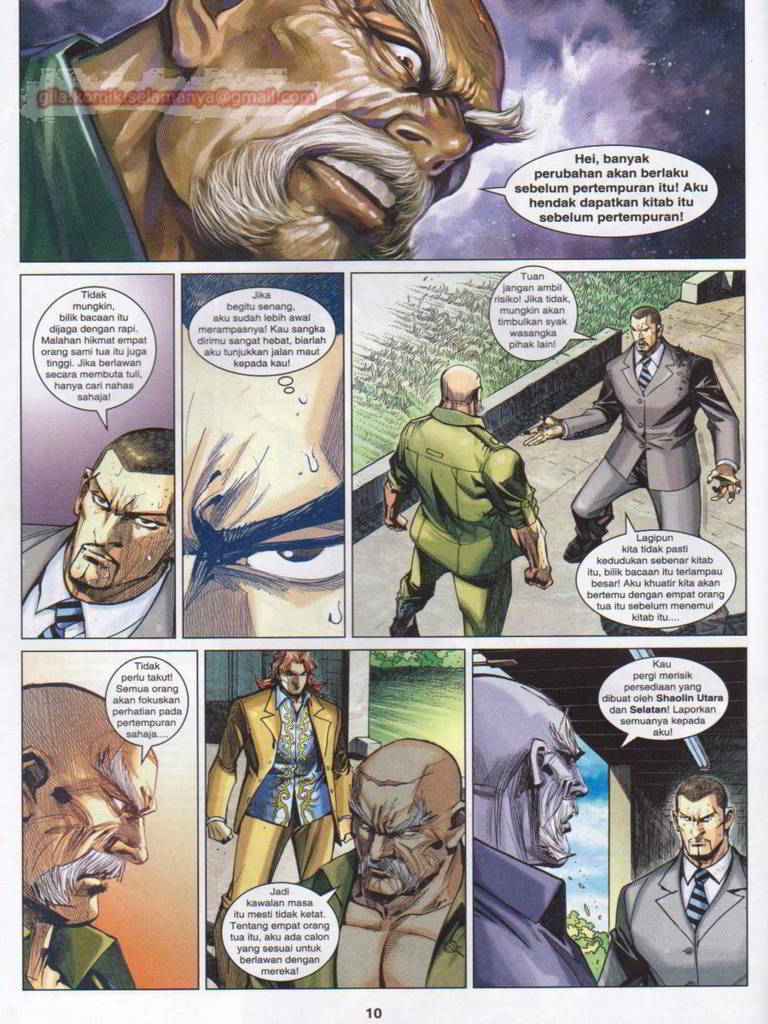 gila-komik-selamanya@gmail.com
Hei, banyak
perubahan akan berlaku
sebelum pertempuran itu! Aku
hendak dapatkan kitab itu
sebelum pertempuran!
Tidak
mungkin,
bilik bacaan itu
dijaga dengan rapi.
Malahan hikmat empat
orang sami tua itu juga
tinggi. Jika berlawan
secara membuta tuli,
hanya cari nahas
sahaja!
Jika
begitu senang,
aku sudah lebih awal
merampasnya! Kau sangka
dirimu sangat hebat, biarlah
aku tunjukkan jalan maut
kepada kau!
Tuan
jangan ambil
risiko! Jika tidak,
mungkin akan
timbulkan syak
wasangka
pihak lain!
Lagipun
kita tidak pasti
kedudukan sebenar kitab
itu, bilik bacaan itu terlampau
besar! Aku khuatir kita akan
bertemu dengan empat orang
tua itu sebelum menemui
kitab itu....
Tidak
perlu takut!
Semua orang
akan fokuskan
perhatian pada
pertempuran
sahaja....
Jadi
kawalan masa
itu mesti tidak ketat.
Tentang empat orang
tua itu, aku ada calon
yang sesuai untuk
berlawan dengan
mereka!
Kau
pergi merisik
persediaan yang
dibuat oleh Shaolin Utara
dan Selatan! Laporkan
semuanya kepada
aku!
10